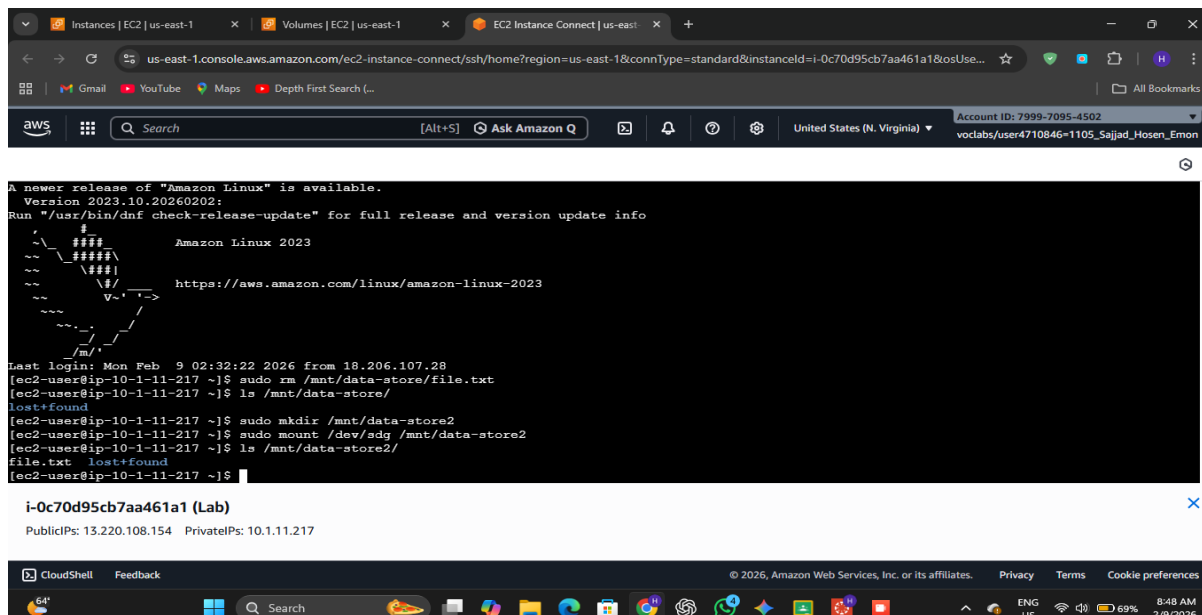 Instances | EC2 | us-east-1
Volumes | EC2 | us-east-1
EC2 Instance Connect | us-east-
us-east-1.console.aws.amazon.com/ec2-instance-connect/ssh/home?region=us-east-1&connType=standard&instanceId=i-0c70d95cb7aa461a1&osUse...
H
Gmail
YouTube
Maps
Depth First Search (...
All Bookmarks
aws
Search
[Alt+S]
Ask Amazon Q
United States (N. Virginia)
Account ID: 7999-7095-4502
voclabs/user4710846=1105_Sajjad_Hosen_Emon
A newer release of "Amazon Linux" is available.
  Version 2023.10.20260202:
Run "/usr/bin/dnf check-release-update" for full release and version update info
   ,     #_
   ~\_  ####_        Amazon Linux 2023
  ~~  \_#####\
  ~~     \###|
  ~~       \#/ ___   https://aws.amazon.com/linux/amazon-linux-2023
   ~~       V~' '->
    ~~~         /
      ~~._.   _/
         _/ _/
       _/m/'
Last login: Mon Feb  9 02:32:22 2026 from 18.206.107.28
[ec2-user@ip-10-1-11-217 ~]$ sudo rm /mnt/data-store/file.txt
[ec2-user@ip-10-1-11-217 ~]$ ls /mnt/data-store/
lost+found
[ec2-user@ip-10-1-11-217 ~]$ sudo mkdir /mnt/data-store2
[ec2-user@ip-10-1-11-217 ~]$ sudo mount /dev/sdg /mnt/data-store2
[ec2-user@ip-10-1-11-217 ~]$ ls /mnt/data-store2/
file.txt  lost+found
[ec2-user@ip-10-1-11-217 ~]$
i-0c70d95cb7aa461a1 (Lab)
PublicIPs: 13.220.108.154    PrivateIPs: 10.1.11.217
CloudShell
Feedback
© 2026, Amazon Web Services, Inc. or its affiliates.
Privacy
Terms
Cookie preferences
64°
Search
H
4
H
ENG
US
69%
8:48 AM
2/9/2026